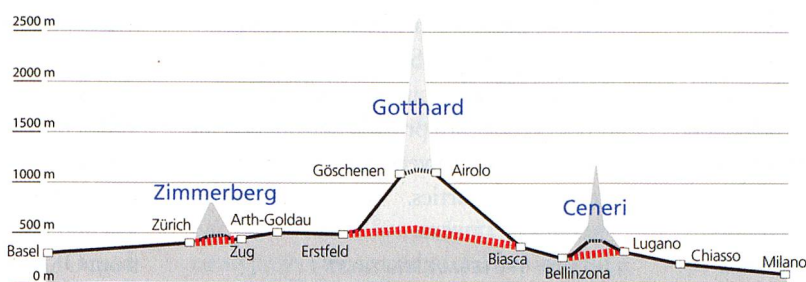 2500 m
2000 m
1500 m
1000 m
500 m
0 m
Gotthard
Göschenen
Airolo
Zimmerberg
Ceneri
Zürich
Arth-Goldau
Basel
Zug
Erstfeld
Biasca
Bellinzona
Lugano
Chiasso
Milano